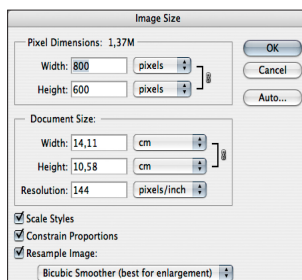 Image Size
Pixel Dimensions: 1,37M
Width: 800 pixels
Height: 600 pixels
OK
Cancel
Auto...
Document Size:
Width: 14,11 cm
Height: 10,58 cm
Resolution: 144 pixels/inch
Scale Styles
Constrain Proportions
Resample Image:
Bicubic Smoother (best for enlargement)